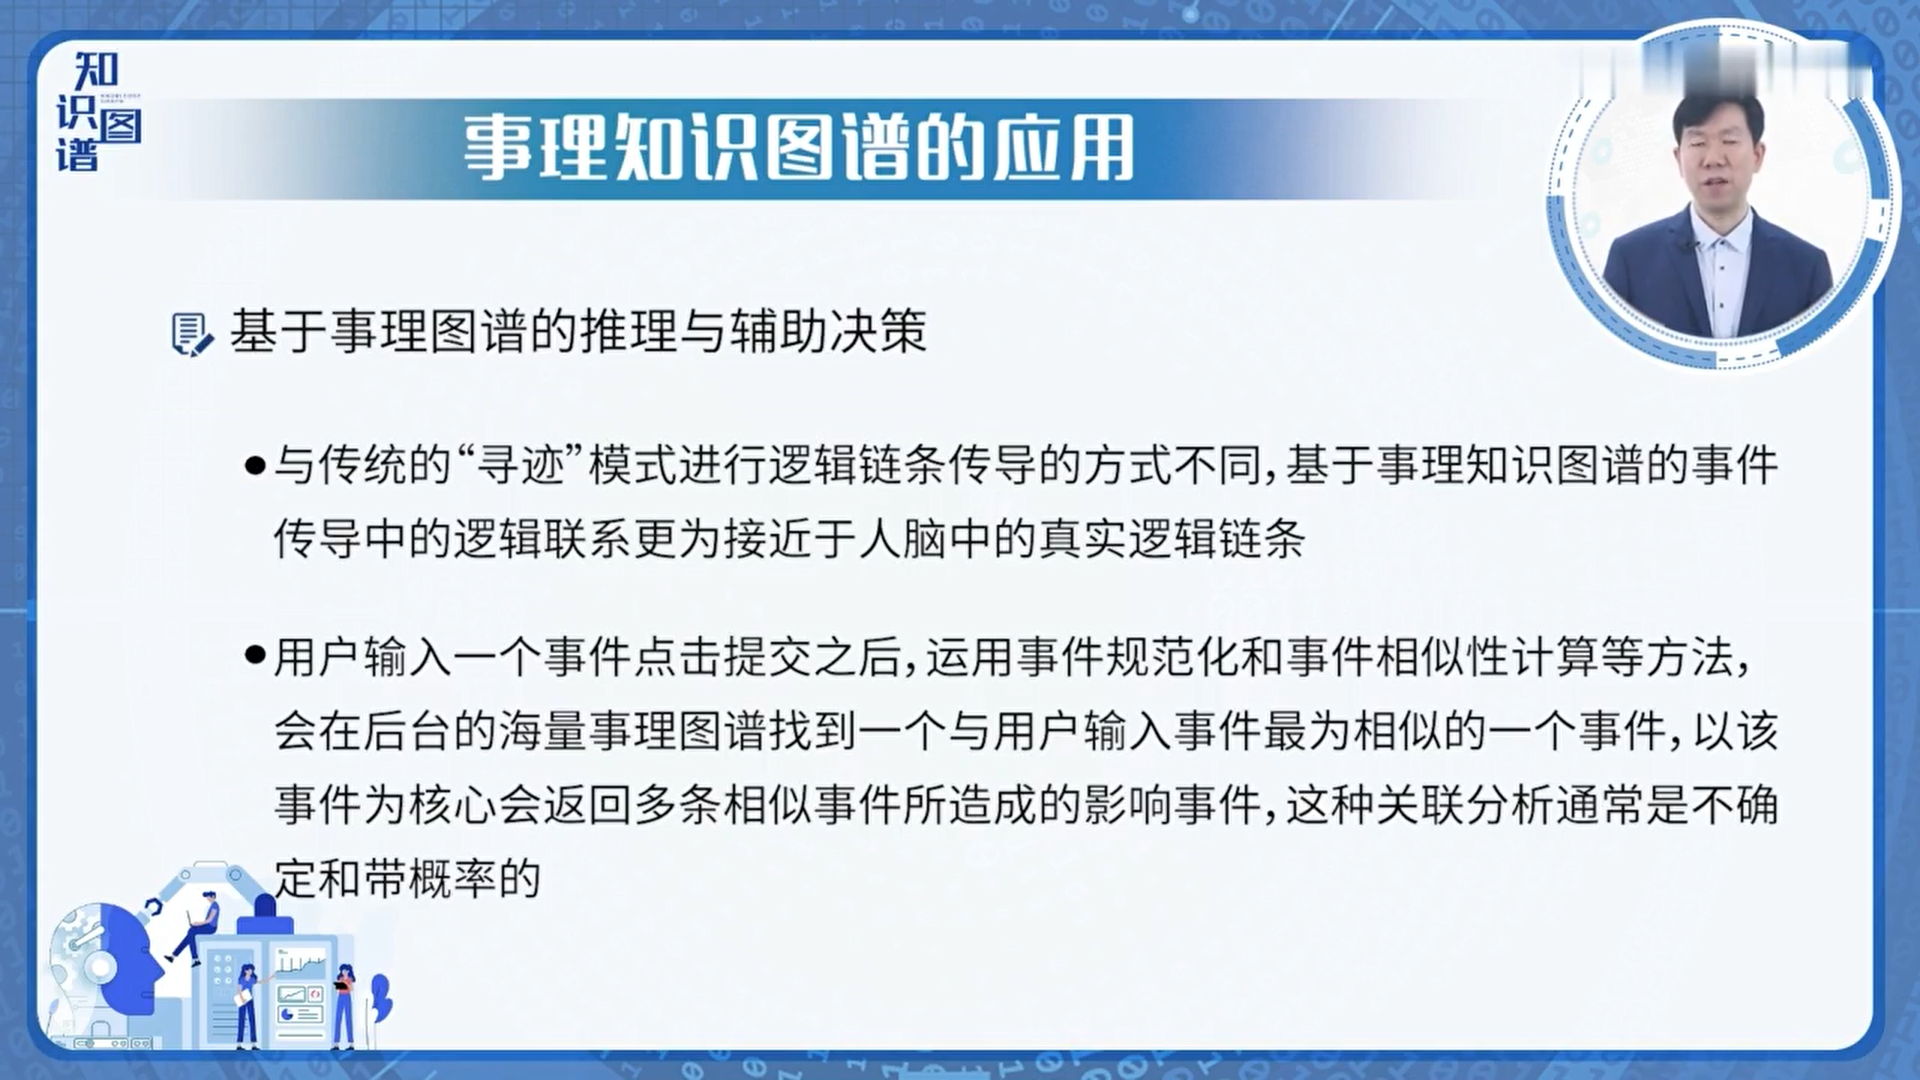 知识图谱
事理知识图谱的应用
基于事理图谱的推理与辅助决策
●与传统的“寻迹”模式进行逻辑链条传导的方式不同,基于事理知识图谱的事件
传导中的逻辑联系更为接近于人脑中的真实逻辑链条
●用户输入一个事件点击提交之后,运用事件规范化和事件相似性计算等方法,
会在后台的海量事理图谱找到一个与用户输入事件最为相似的一个事件,以该
事件为核心会返回多条相似事件所造成的影响事件,这种关联分析通常是不确
定和带概率的